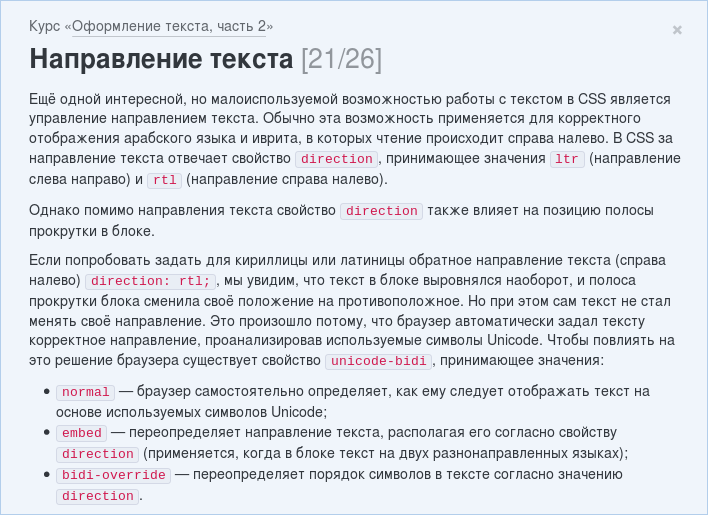 Курс «Оформление текста, часть 2»
Направление текста [21/26]
Ещё одной интересной, но малоиспользуемой возможностью работы с текстом в CSS является
управление направлением текста. Обычно эта возможность применяется для корректного
отображения арабского языка и иврита, в которых чтение происходит справа налево. В CSS за
направление текста отвечает свойство direction, принимающее значения ltr (направление
слева направо) и rtl (направление справа налево).
Однако помимо направления текста свойство direction также влияет на позицию полосы
прокрутки в блоке.
Если попробовать задать для кириллицы или латиницы обратное направление текста (справа
налево) direction: rtl;, мы увидим, что текст в блоке выровнялся наоборот, и полоса
прокрутки блока сменила своё положение на противоположное. Но при этом сам текст не стал
менять своё направление. Это произошло потому, что браузер автоматически задал тексту
корректное направление, проанализировав используемые символы Unicode. Чтобы повлиять на
это решение браузера существует свойство unicode-bidi, принимающее значения:
• normal — браузер самостоятельно определяет, как ему следует отображать текст на
основе используемых символов Unicode;
• embed — переопределяет направление текста, располагая его согласно свойству
direction (применяется, когда в блоке текст на двух разнонаправленных языках);
• bidi-override — переопределяет порядок символов в тексте согласно значению
direction.